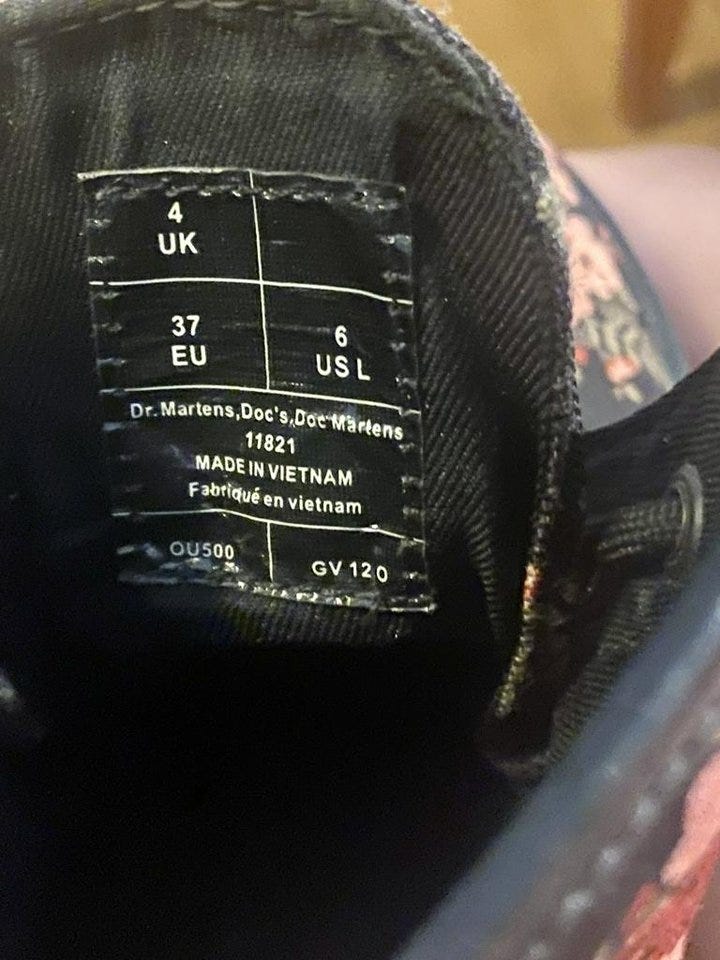 4
UK
37
EU
6
US L
Dr.Martens,Doc's,Doc Martens
11821
MADE IN VIETNAM
Fabriqué en vietnam
OU500
GV 120